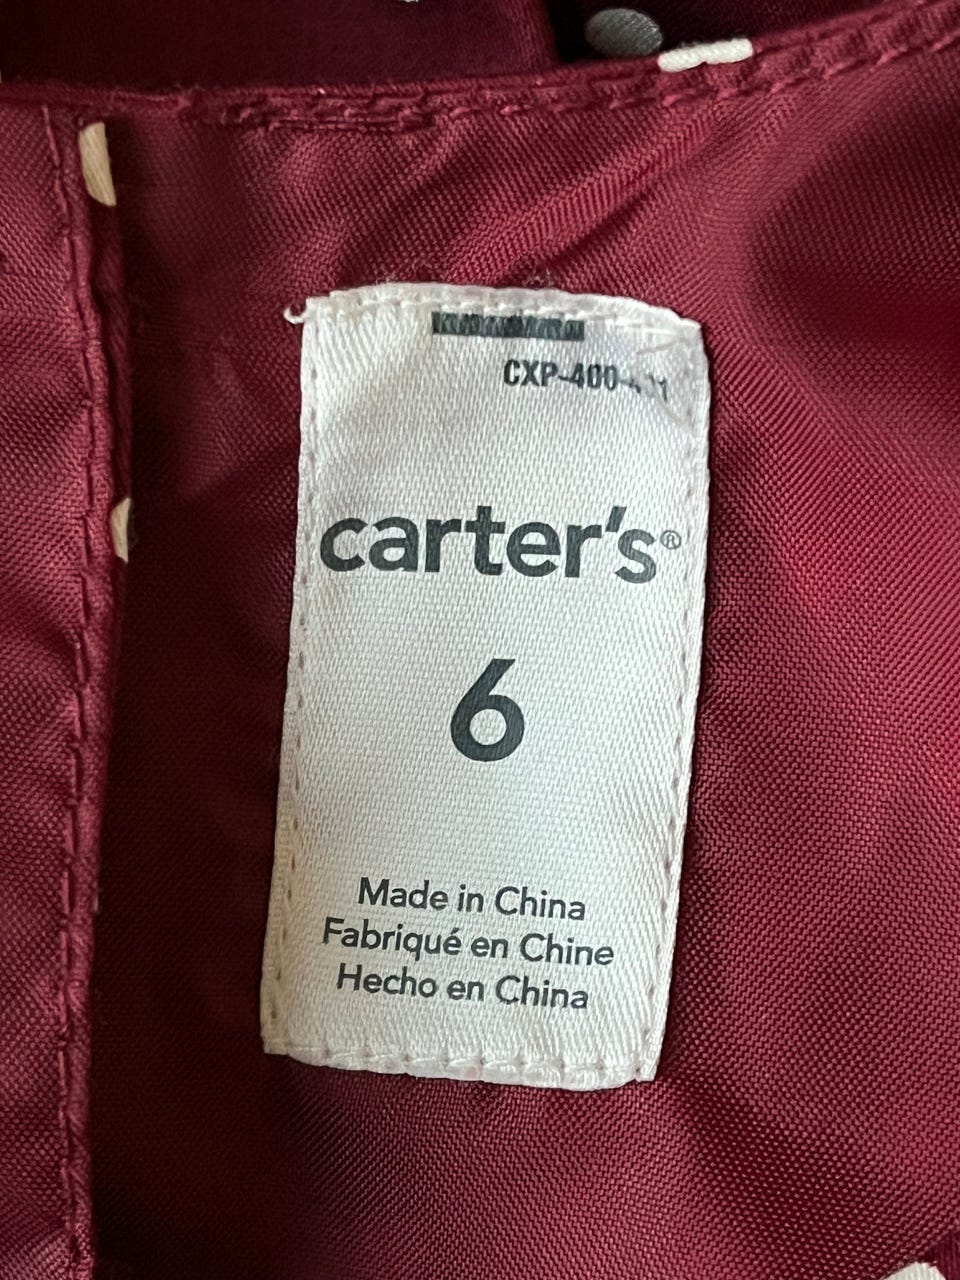 carter's®
6
Made in China
Fabriqué en Chine
Hecho en China